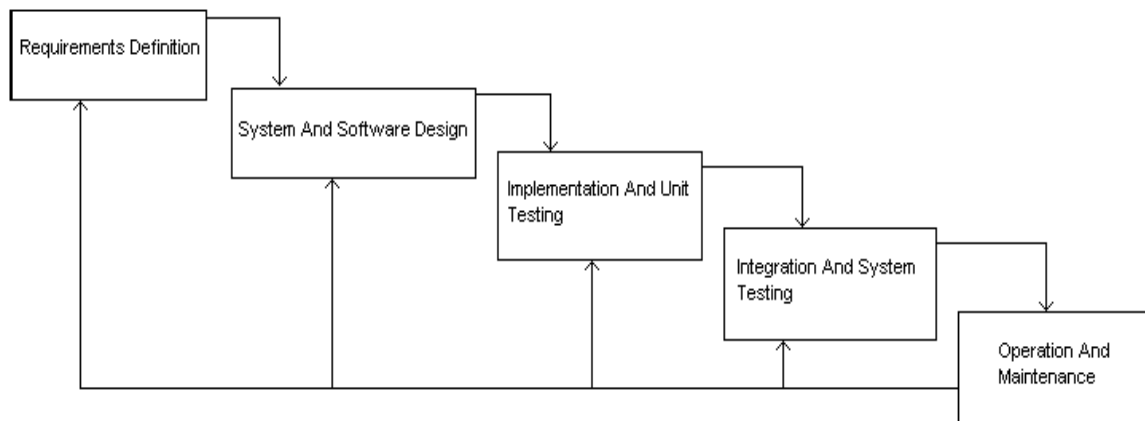 Requirements Definition
System And Software Design
Implementation And Unit
Testing
Integration And System
Testing
Operation And
Maintenance